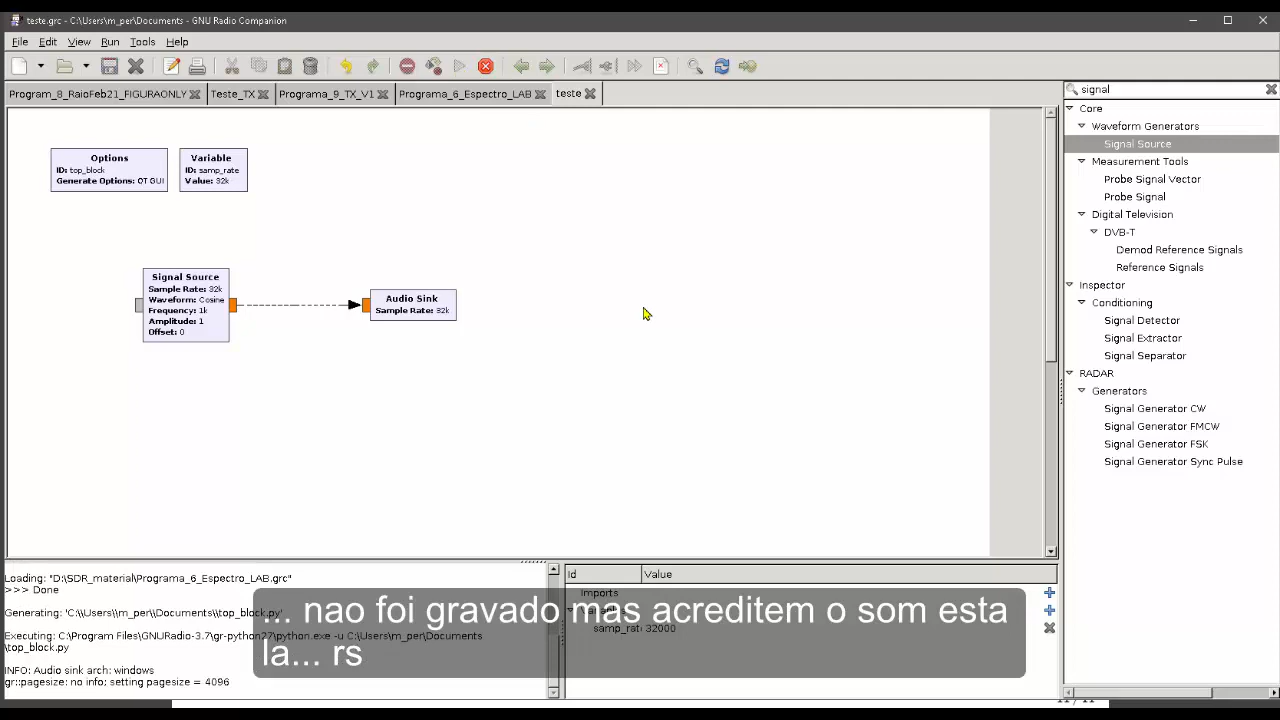 teste.grc - C:\Users\m_per\Documents - GNU Radio Companion
File Edit View Run Tools Help
Program_8_RaioFeb21_FIGURAONLY Teste_TX Programa_9_TX_V1 Programa_6_Espectro_LAB teste
signal
Core
Waveform Generators
Signal Source
Measurement Tools
Probe Signal Vector
Probe Signal
Digital Television
DVB-T
Demod Reference Signals
Reference Signals
Inspector
Conditioning
Signal Detector
Signal Extractor
Signal Separator
RADAR
Generators
Signal Generator CW
Signal Generator FMCW
Signal Generator FSK
Signal Generator Sync Pulse
Options
ID: top_block
Generate Options: QT GUI
Variable
ID: samp_rate
Value: 32k
Signal Source
Sample Rate: 32k
Waveform: Cosine
Frequency: 1k
Amplitude: 1
Offset: 0
Audio Sink
Sample Rate: 32k
Loading: "D:\SDR_material\Programa_6_Espectro_LAB.grc"
>>> Done
Generating: 'C:\\Users\\m_per\\Documents\\top_block.py'
Executing: C:\Program Files\GNURadio-3.7\gr-python27\python.exe -u C:\Users\m_per\Documents
\top_block.py
INFO: Audio sink arch: windows
gr::pagesize: no info; setting pagesize = 4096
Id Value
Imports
samp_rat 32000
... nao foi gravado mas acreditem o som esta
la... rs